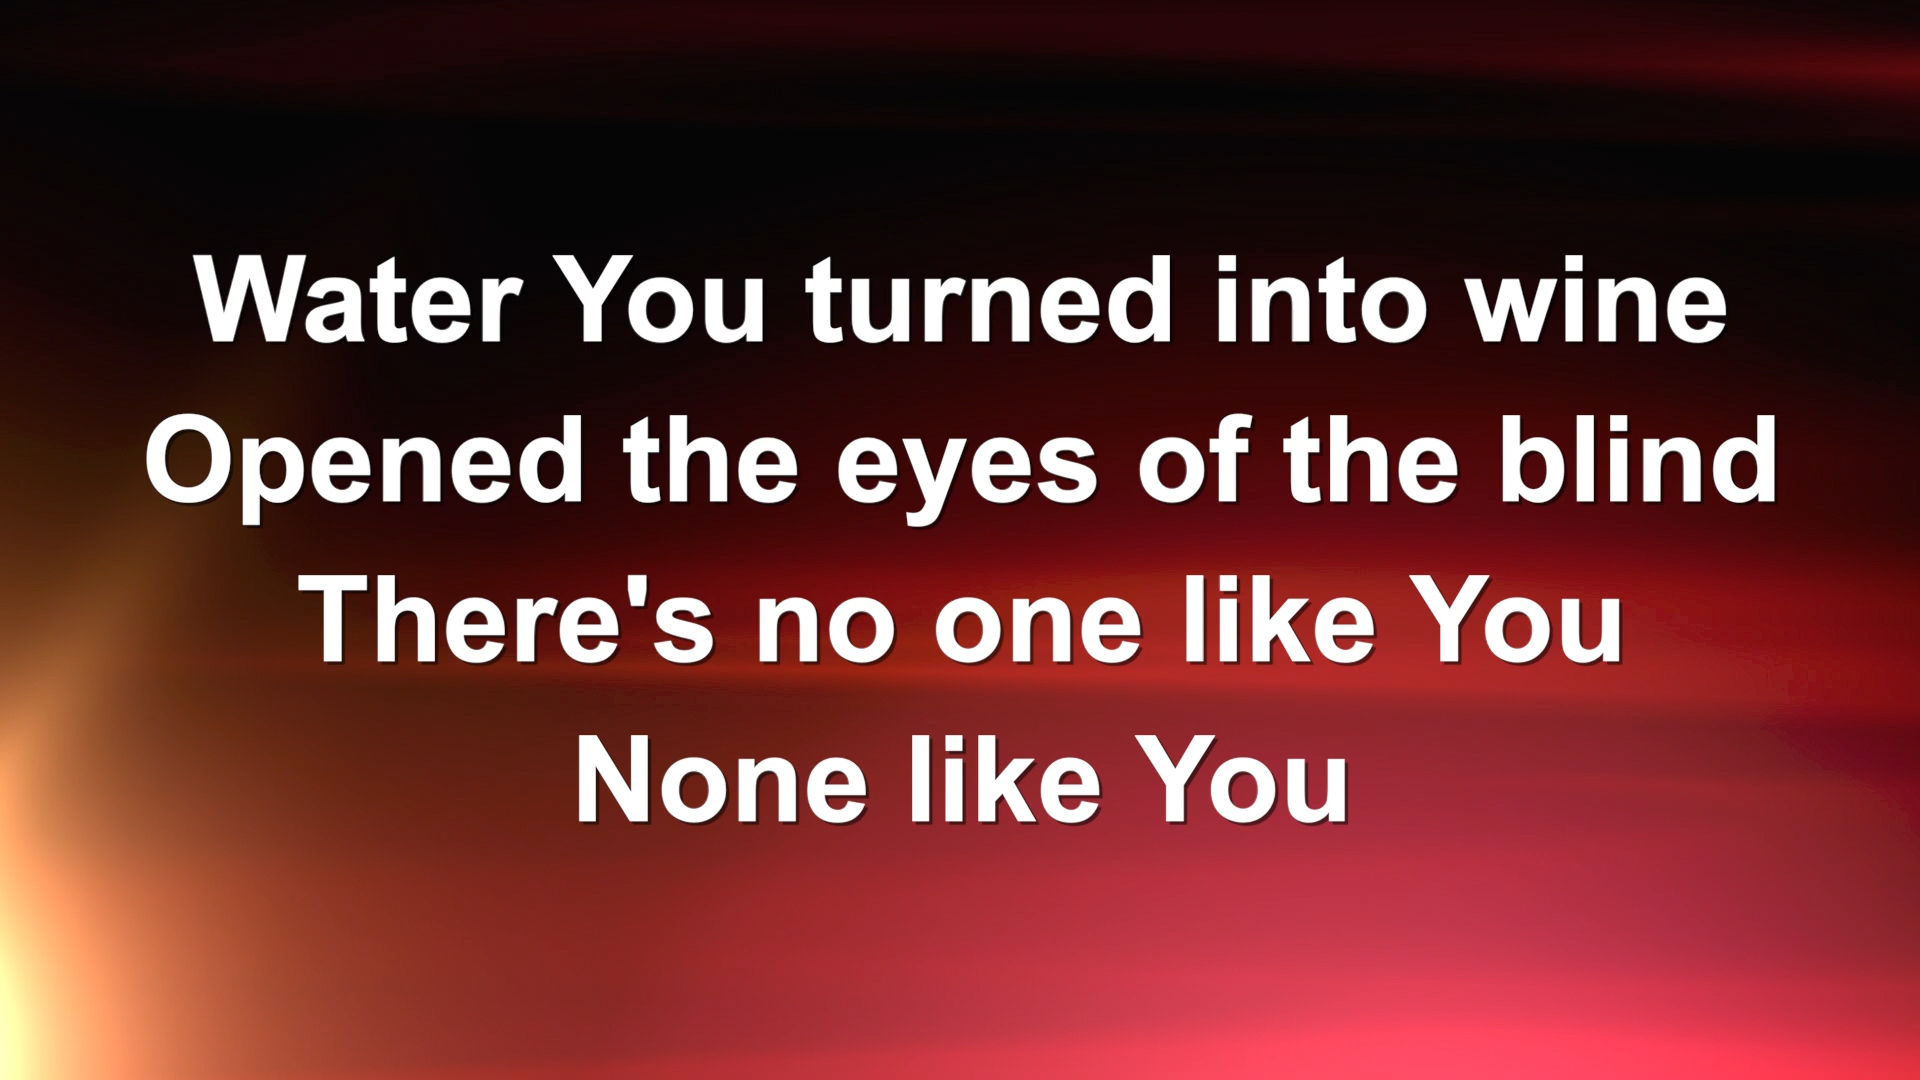 Water You turned into wine
Opened the eyes of the blind
There's no one like You
None like You